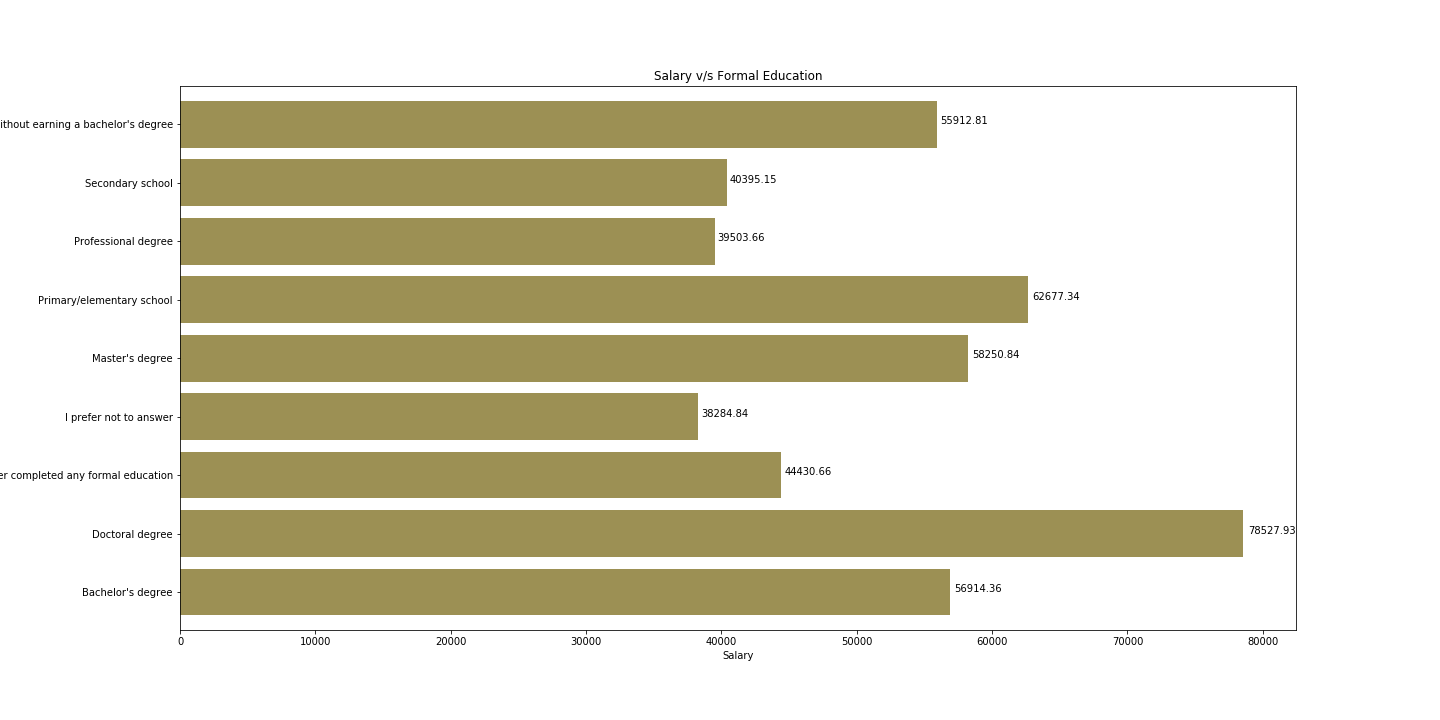 Salary v/s Formal Education
earning a bachelor's degree
55912.81
Secondary school
40395.15
Professional degree
39503.66
Primary/elementary school
62677.34
Master's degree
58250.84
I prefer not to answer
38284.84
completed any formal education
44430.66
Doctoral degree
78527.93
Bachelor's degree
56914.36
0 10000 20000 30000 40000 50000 60000 70000 80000
Salary